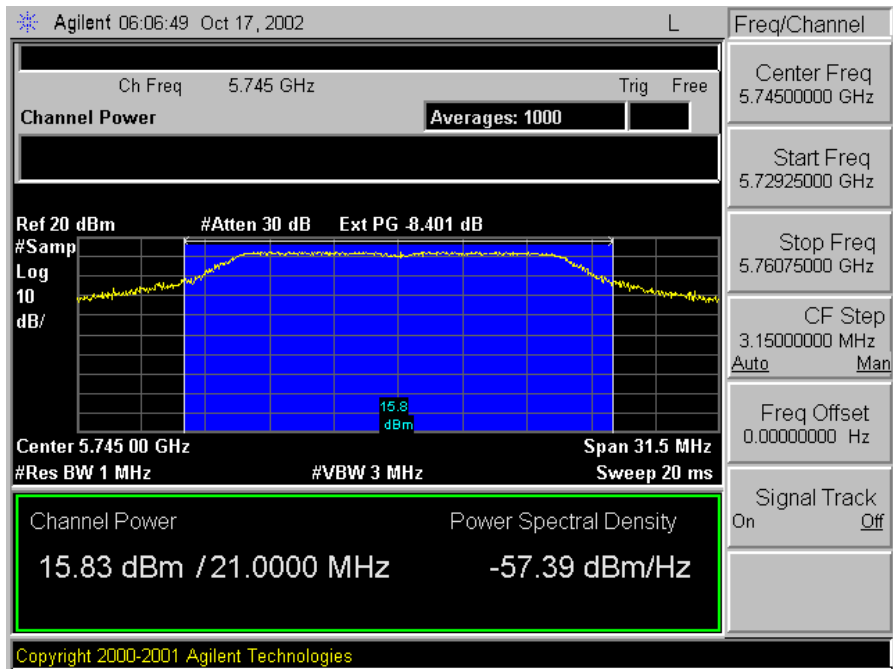 Agilent 06:06:49 Oct 17, 2002 L
Freq/Channel
Ch Freq 5.745 GHz Trig Free
Channel Power Averages: 1000
Ref 20 dBm #Atten 30 dB Ext PG -8.401 dB
#Samp
Log
10
dB/
15.8
dBm
Center 5.745 00 GHz Span 31.5 MHz
#Res BW 1 MHz #VBW 3 MHz Sweep 20 ms
Channel Power Power Spectral Density
15.83 dBm / 21.0000 MHz -57.39 dBm/Hz
Copyright 2000-2001 Agilent Technologies
Center Freq
5.74500000 GHz
Start Freq
5.72925000 GHz
Stop Freq
5.76075000 GHz
CF Step
3.15000000 MHz
Auto Man
Freq Offset
0.00000000 Hz
Signal Track
On Off